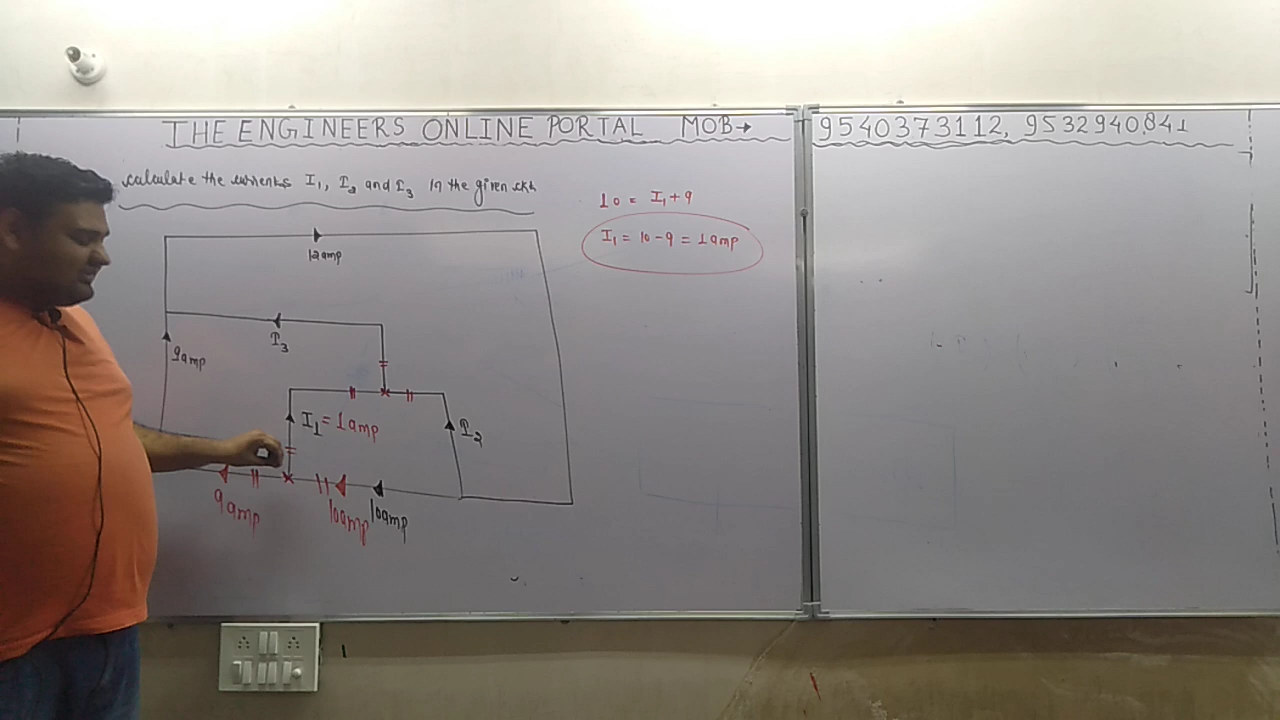 THE ENGINEERS ONLINE PORTAL MOB→ 9540373112, 9532940841
calculate the currents I1, I2 and I3 in the given ckt
10 = I1+9
I1 = 10-9 = 1amp
12amp
I3
9amp
I1 = 1amp
I2
9amp
10amp
10amp